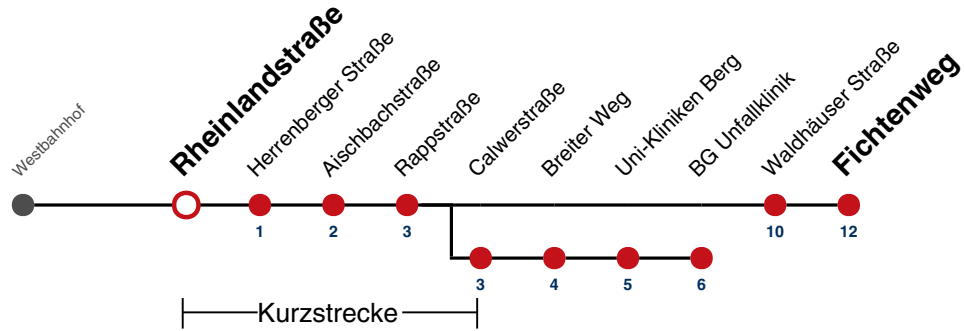 Westbahnhof
Rheinlandstraße
Herrenberger Straße
Aischbachstraße
Rappstraße
Calwerstraße
Breiter Weg
Uni-Kliniken Berg
BG Unfallklinik
Waldhäuser Straße
Fichtenweg
1 2 3 10 12
3 4 5 6
Kurzstrecke